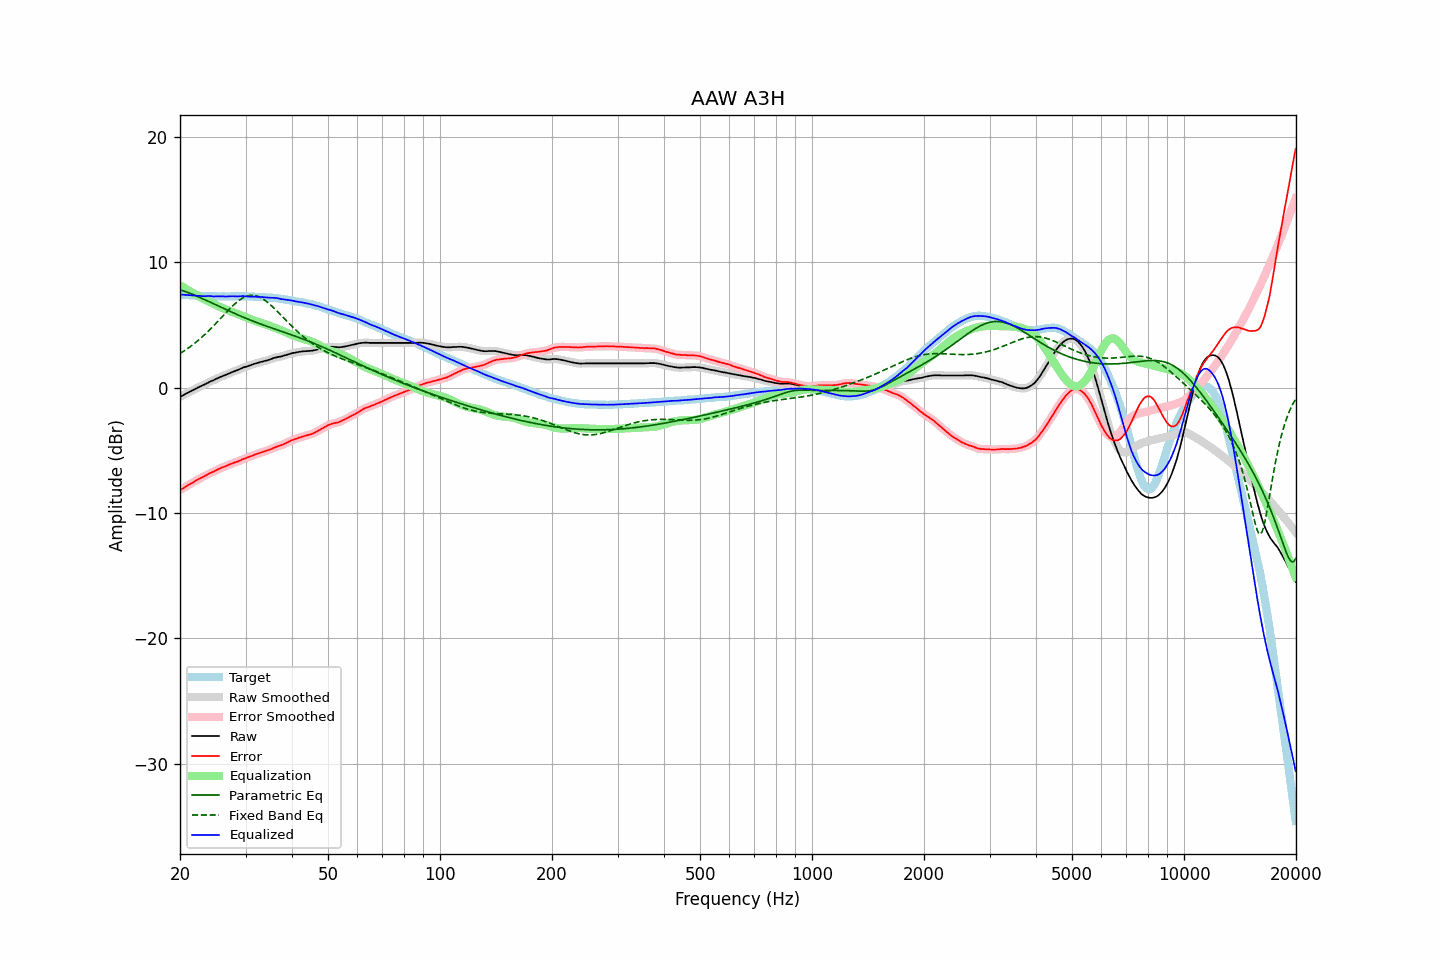 AAW A3H
20
10
0
−10
−20
−30
Amplitude (dBr)
Target
Raw Smoothed
Error Smoothed
Raw
Error
Equalization
Parametric Eq
Fixed Band Eq
Equalized
20 50 100 200 500 1000 2000 5000 10000 20000
Frequency (Hz)